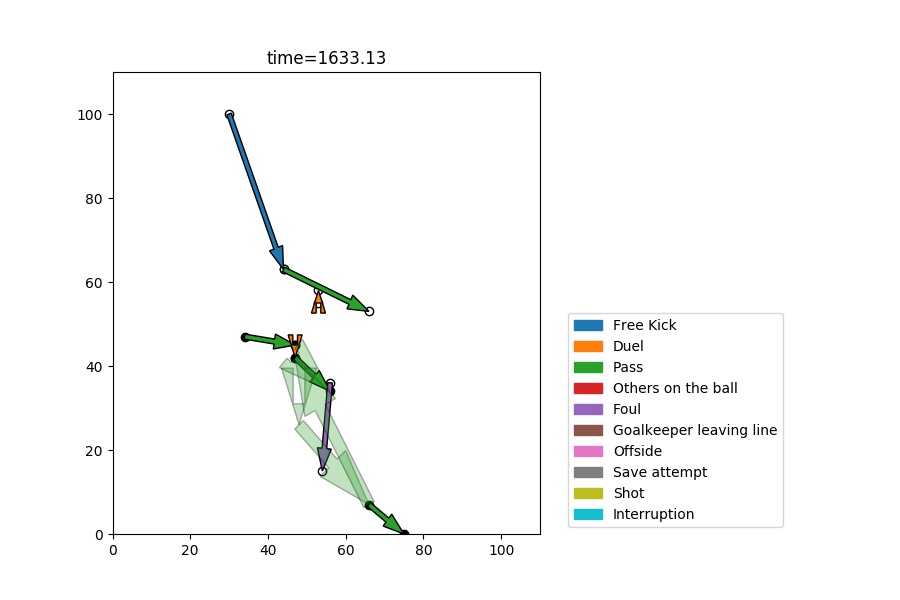 time=1633.13
100
80
60
40
20
0
0 20 40 60 80 100
Free Kick
Duel
Pass
Others on the ball
Foul
Goalkeeper leaving line
Offside
Save attempt
Shot
Interruption